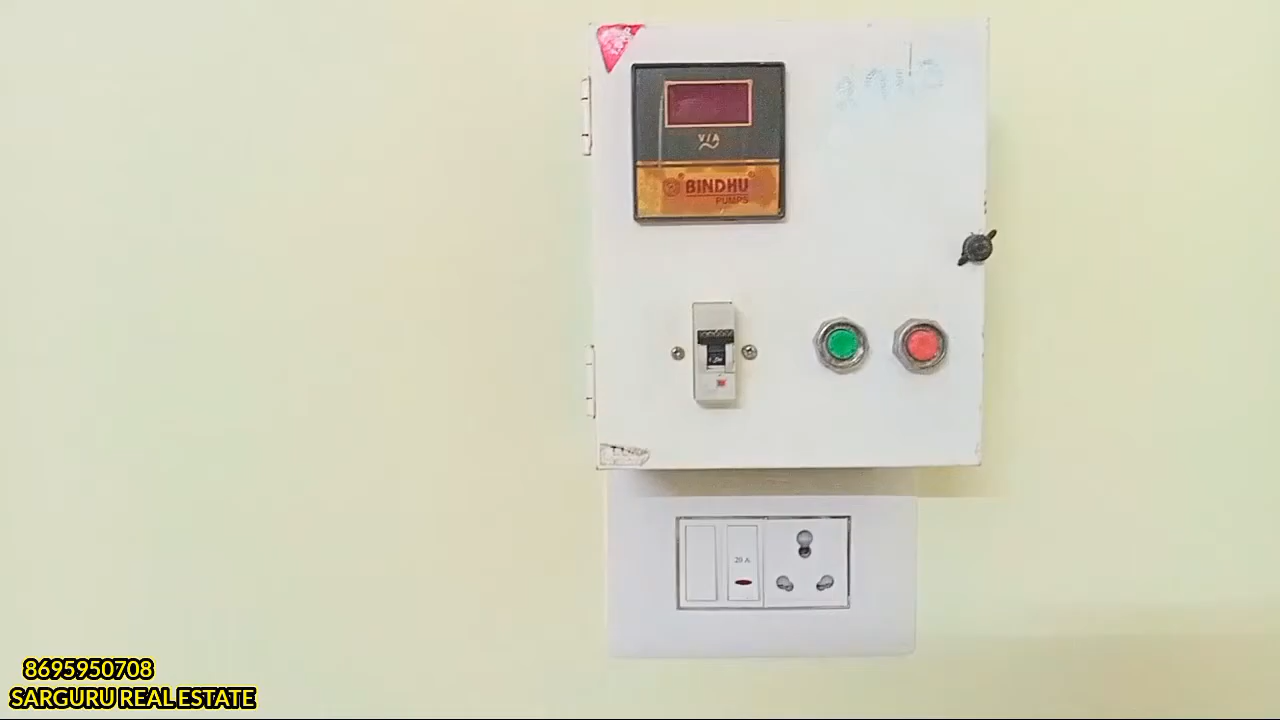 V/A
BINDHU
PUMPS
20 A
8695950708
SARGURU REAL ESTATE